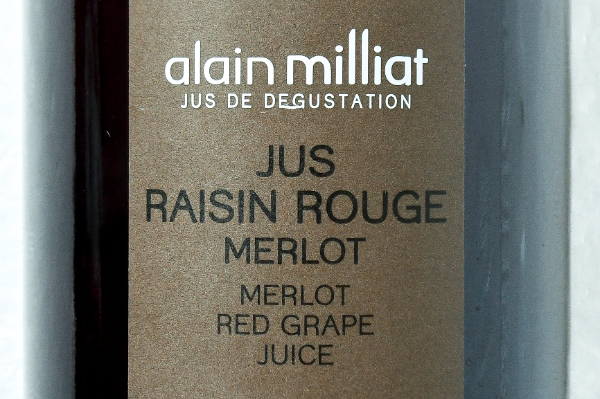 alain milliat
JUS DE DEGUSTATION
JUS
RAISIN ROUGE
MERLOT
MERLOT
RED GRAPE
JUICE